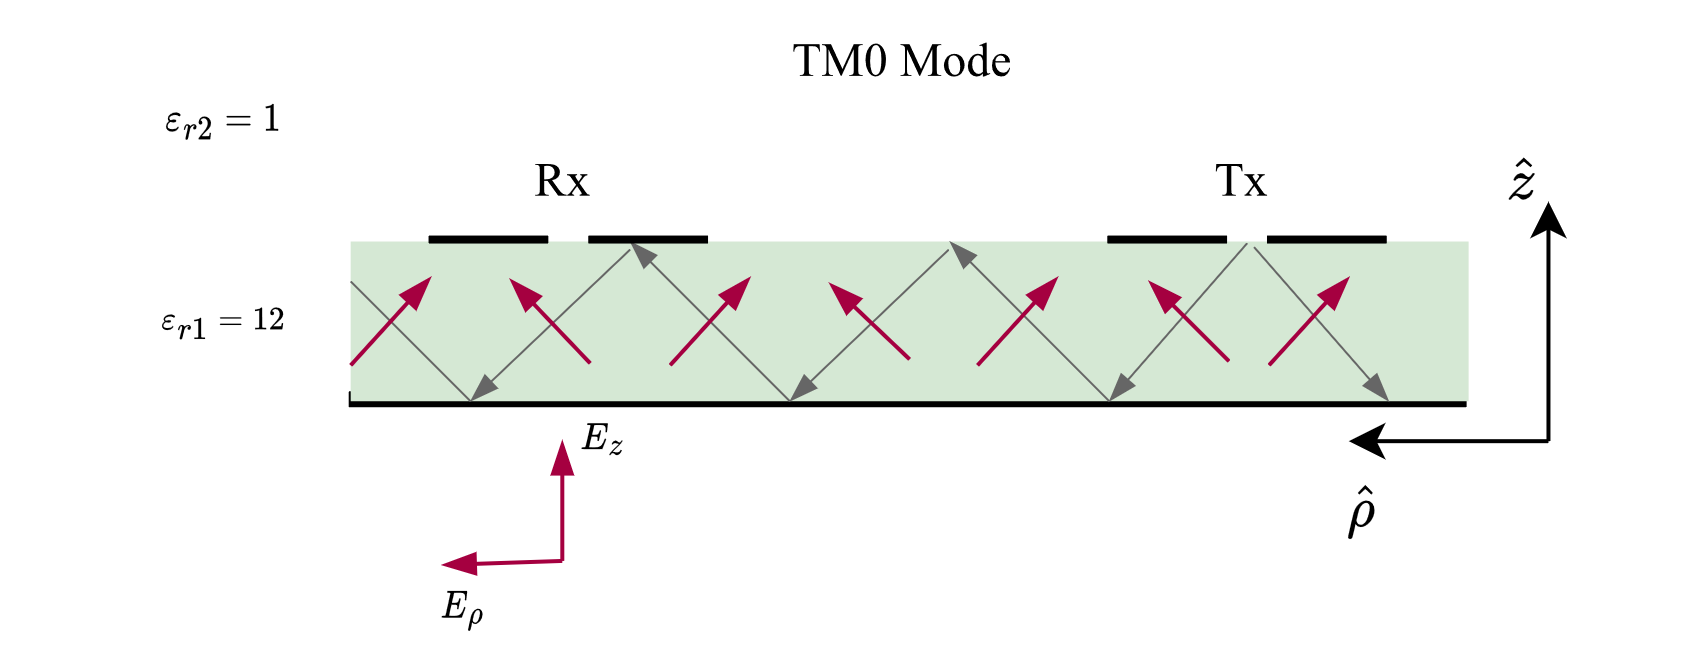 TM0 Mode
εr2 = 1
Rx
Tx
ẑ
εr1 = 12
Ez
ρ̂
Eρ